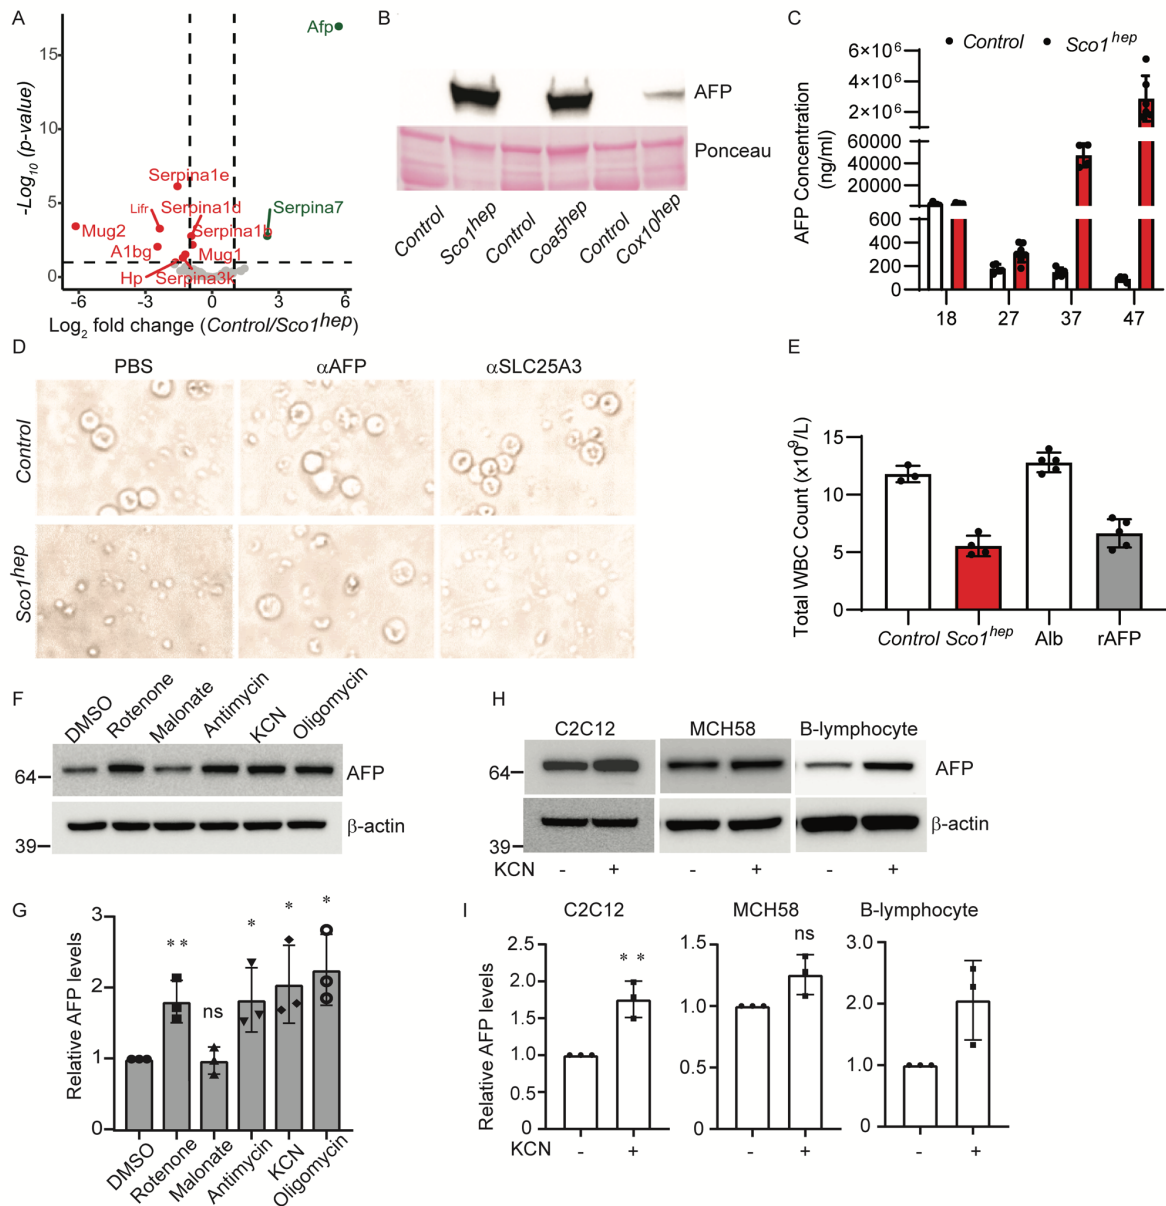 A
-Log10 (p-value)
15
10
5
0
Afp
Serpina1e
Lifr
Serpina1d
Serpina7
Mug2
Serpina1b
A1bg
Mug1
Hp
Serpina3k
-6
-3
0
3
6
Log2 fold change (Control/Sco1hep)
B
AFP
Ponceau
Control
Sco1hep
Control
Coa5hep
Control
Cox10hep
C
Control
Sco1hep
AFP Concentration
(ng/ml)
6×10⁶
2×10⁶
2×10⁶
60000
20000
600
400
200
0
18
27
37
47
D
PBS
αAFP
αSLC25A3
Control
Sco1hep
E
Total WBC Count (x10⁹/L)
15
10
5
0
Control
Sco1hep
Alb
rAFP
F
DMSO
Rotenone
Malonate
Antimycin
KCN
Oligomycin
64
AFP
β-actin
39
G
Relative AFP levels
3
2
1
0
**
ns
*
*
*
DMSO
Rotenone
Malonate
Antimycin
KCN
Oligomycin
H
C2C12
MCH58
B-lymphocyte
64
AFP
β-actin
39
KCN
-
+
-
+
-
+
I
C2C12
MCH58
B-lymphocyte
Relative AFP levels
2.5
2.0
1.5
1.0
0.5
0
**
1.5
1.0
0.5
0
ns
3.0
2.0
1.0
0
KCN
-
+
-
+
-
+